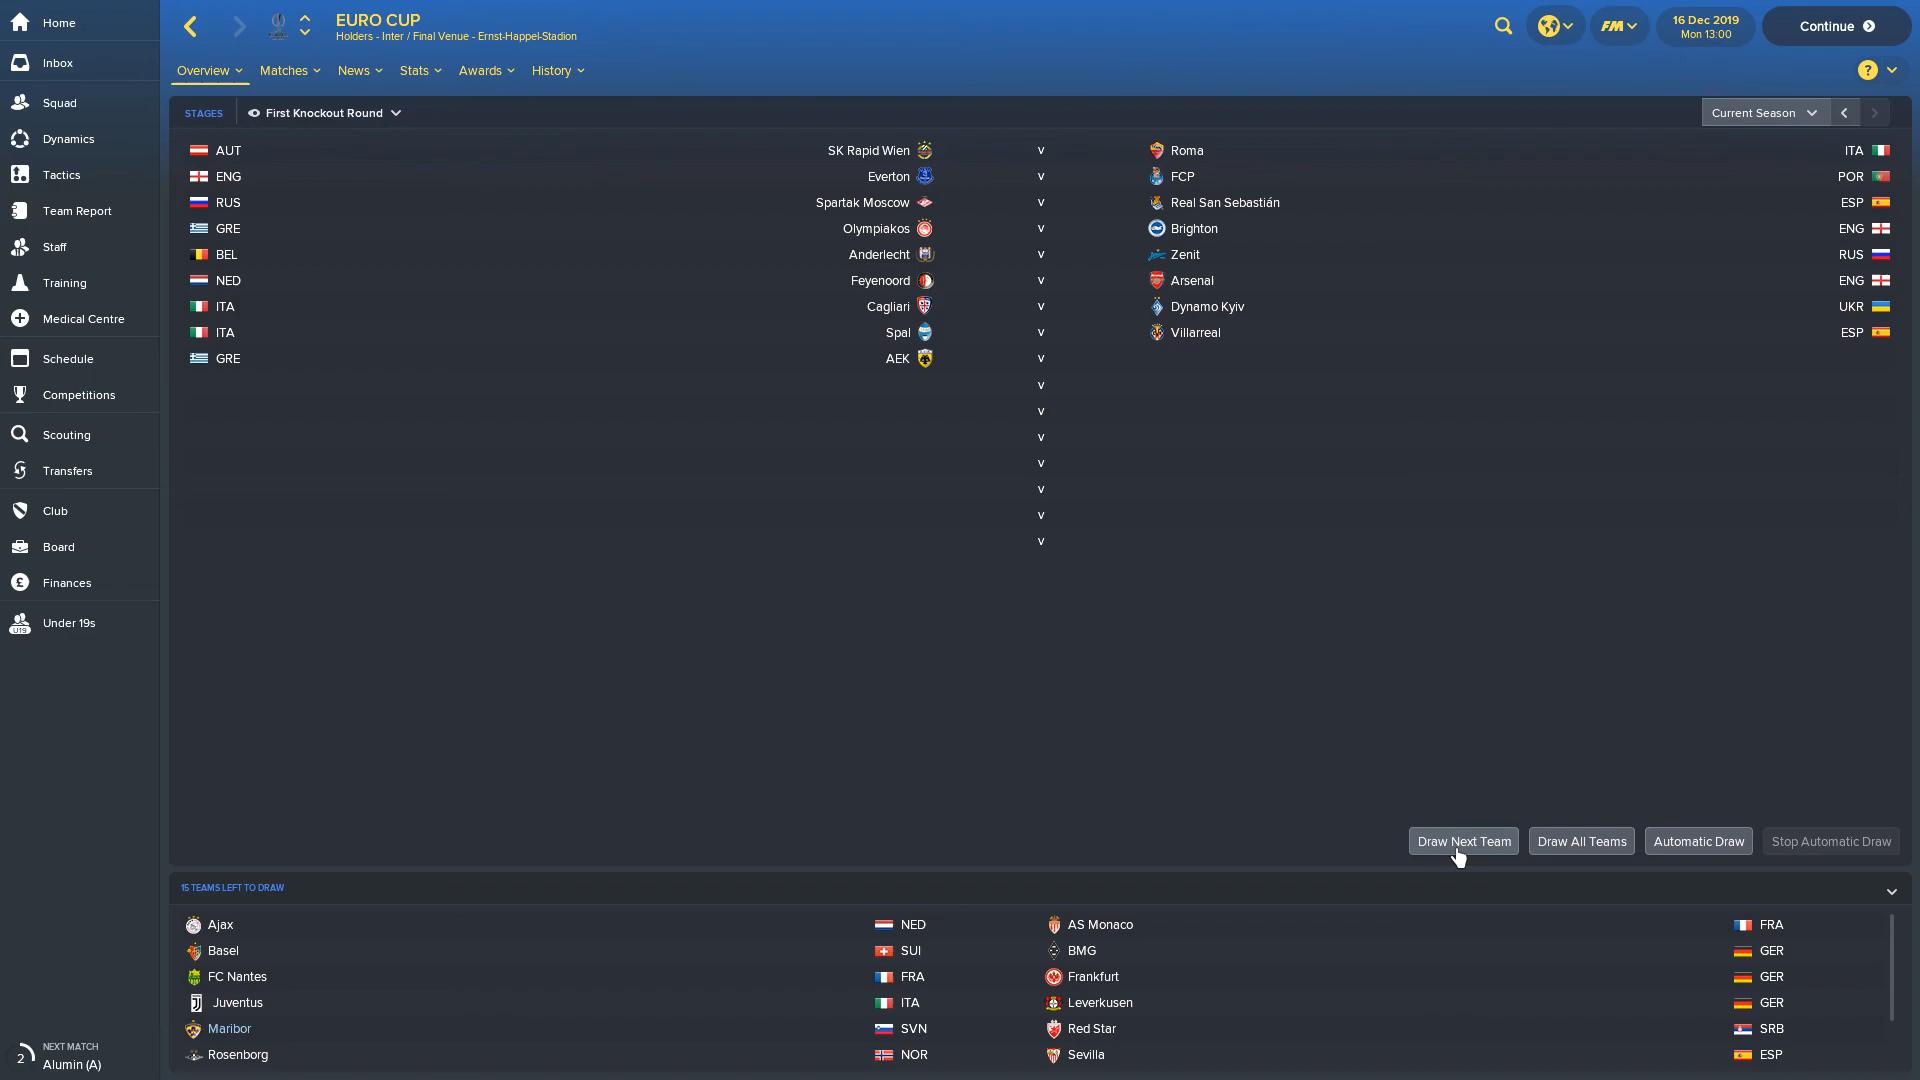 Home
Inbox
Squad
Dynamics
Tactics
Team Report
Staff
Training
Medical Centre
Schedule
Competitions
Scouting
Transfers
Club
Board
Finances
U19
Under 19s
2
NEXT MATCH
Alumin (A)
EURO CUP
Holders - Inter / Final Venue - Ernst-Happel-Stadion
FM
16 Dec 2019
Mon 13:00
Continue
Overview Matches News Stats Awards History
?
STAGES First Knockout Round
Current Season
AUT SK Rapid Wien v Roma ITA
ENG Everton v FCP POR
RUS Spartak Moscow v Real San Sebastián ESP
GRE Olympiakos v Brighton ENG
BEL Anderlecht v Zenit RUS
NED Feyenoord v Arsenal ENG
ITA Cagliari v Dynamo Kyiv UKR
ITA Spal v Villarreal ESP
GRE AEK v
v
v
v
v
v
v
v
Draw Next Team Draw All Teams Automatic Draw Stop Automatic Draw
15 TEAMS LEFT TO DRAW
Ajax NED AS Monaco FRA
Basel SUI BMG GER
FC Nantes FRA Frankfurt GER
Juventus ITA Leverkusen GER
Maribor SVN Red Star SRB
Rosenborg NOR Sevilla ESP